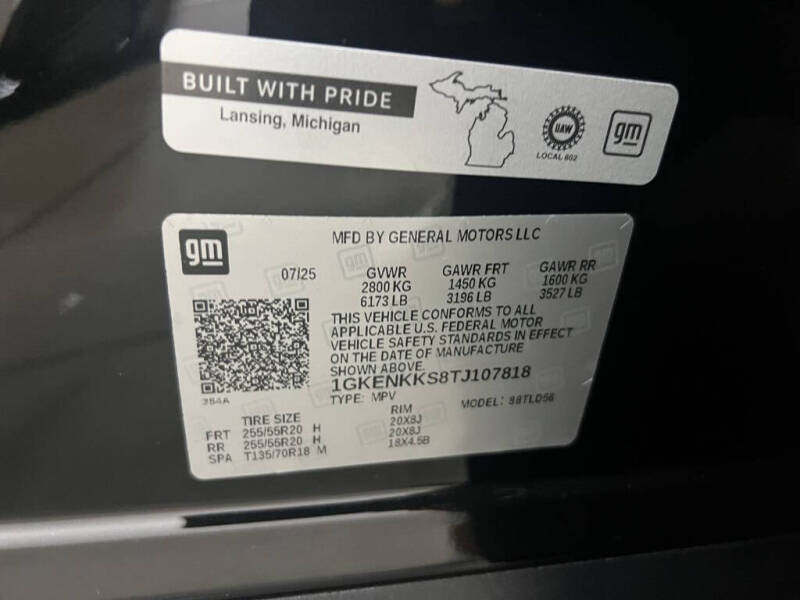 BUILT WITH PRIDE
Lansing, Michigan
UAW
LOCAL 602
gm
gm
MFD BY GENERAL MOTORS LLC
07/25 GVWR GAWR FRT GAWR RR
2800 KG 1450 KG 1600 KG
6173 LB 3196 LB 3527 LB
THIS VEHICLE CONFORMS TO ALL
APPLICABLE U.S. FEDERAL MOTOR
VEHICLE SAFETY STANDARDS IN EFFECT
ON THE DATE OF MANUFACTURE
SHOWN ABOVE.
1GKENKKS8TJ107818
384A
TYPE: MPV MODEL: 88TLD56
TIRE SIZE RIM
FRT 255/55R20 H 20X8J
RR 255/55R20 H 20X8J
SPA T135/70R18 M 18X4.5B